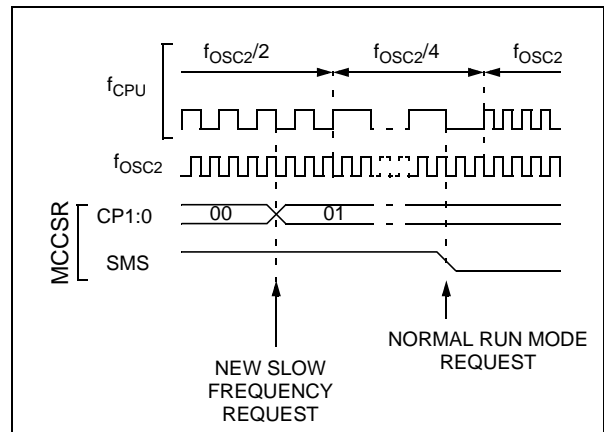 fOSC2/2 fOSC2/4 fOSC2
fCPU
fOSC2
MCCSR
CP1:0 00 01
SMS
NEW SLOW
FREQUENCY
REQUEST
NORMAL RUN MODE
REQUEST